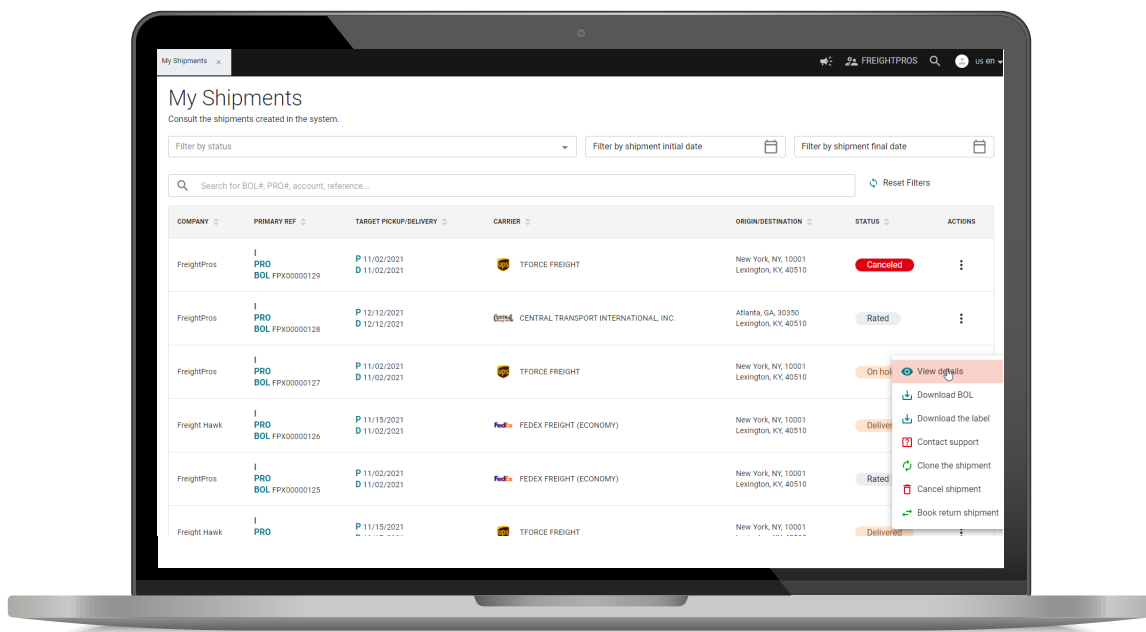 My Shipments ×
FREIGHTPROS us en
My Shipments
Consult the shipments created in the system.
Filter by status
Filter by shipment initial date
Filter by shipment final date
Search for BOL#, PRO#, account, reference...
Reset Filters
COMPANY PRIMARY REF TARGET PICKUP/DELIVERY CARRIER ORIGIN/DESTINATION STATUS ACTIONS
I
FreightPros PRO P 11/02/2021 ups TFORCE FREIGHT New York, NY, 10001 Canceled
BOL FPX00000129 D 11/02/2021 Lexington, KY, 40510
I
FreightPros PRO P 12/12/2021 CENTRAL CENTRAL TRANSPORT INTERNATIONAL, INC. Atlanta, GA, 30350 Rated
BOL FPX00000128 D 12/12/2021 Lexington, KY, 40510
I
FreightPros PRO P 11/02/2021 ups TFORCE FREIGHT New York, NY, 10001 On hol
BOL FPX00000127 D 11/02/2021 Lexington, KY, 40510
I
Freight Hawk PRO P 11/15/2021 FedEx FEDEX FREIGHT (ECONOMY) New York, NY, 10001 Deliver
BOL FPX00000126 D 11/02/2021 Lexington, KY, 40510
I
FreightPros PRO P 11/02/2021 FedEx FEDEX FREIGHT (ECONOMY) New York, NY, 10001 Rated
BOL FPX00000125 D 11/02/2021 Lexington, KY, 40510
I
Freight Hawk PRO P 11/15/2021 ups TFORCE FREIGHT New York, NY, 10001 Delivered
View details
Download BOL
Download the label
Contact support
Clone the shipment
Cancel shipment
Book return shipment